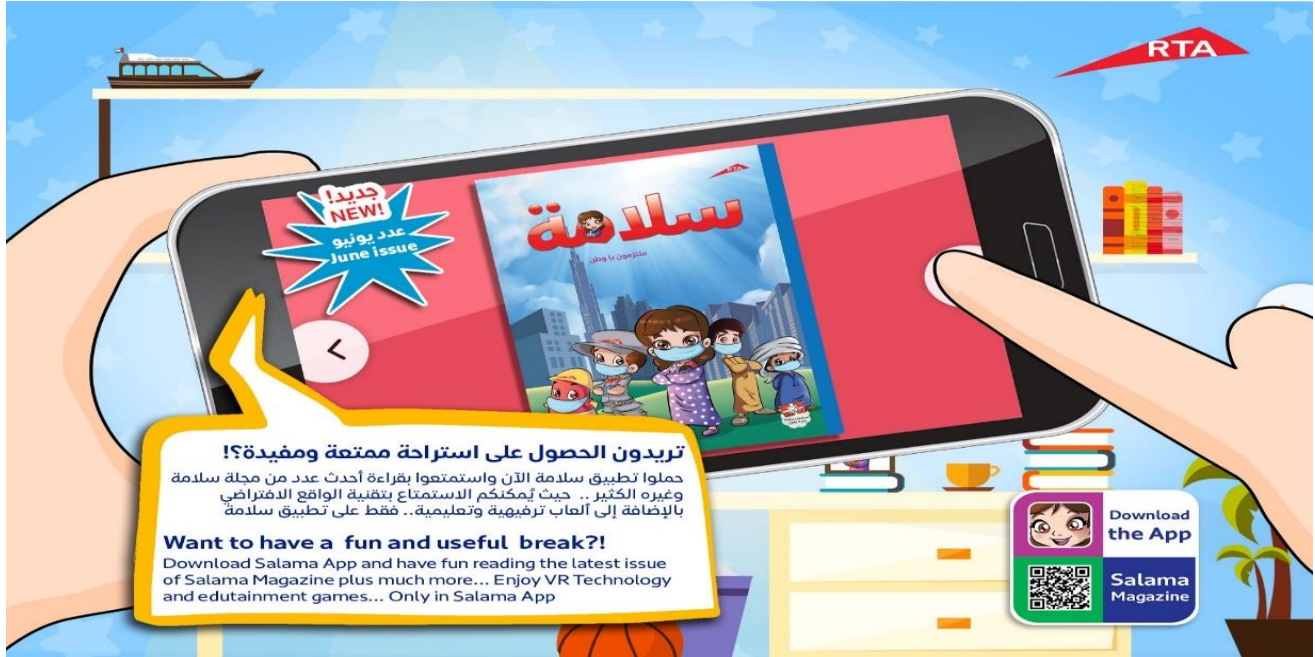 RTA
جديد!
NEW!
عدد يونيو
June issue
RTA
سلامة
ملتزمون يا وطن
تريدون الحصول على استراحة ممتعة ومفيدة؟!
حملوا تطبيق سلامة الآن واستمتعوا بقراءة أحدث عدد من مجلة سلامة
وغيره الكثير .. حيث يُمكنكم الاستمتاع بتقنية الواقع الافتراضي
بالإضافة إلى ألعاب ترفيهية وتعليمية.. فقط على تطبيق سلامة
Want to have a fun and useful break?!
Download Salama App and have fun reading the latest issue
of Salama Magazine plus much more... Enjoy VR Technology
and edutainment games... Only in Salama App
Download
the App
Salama
Magazine